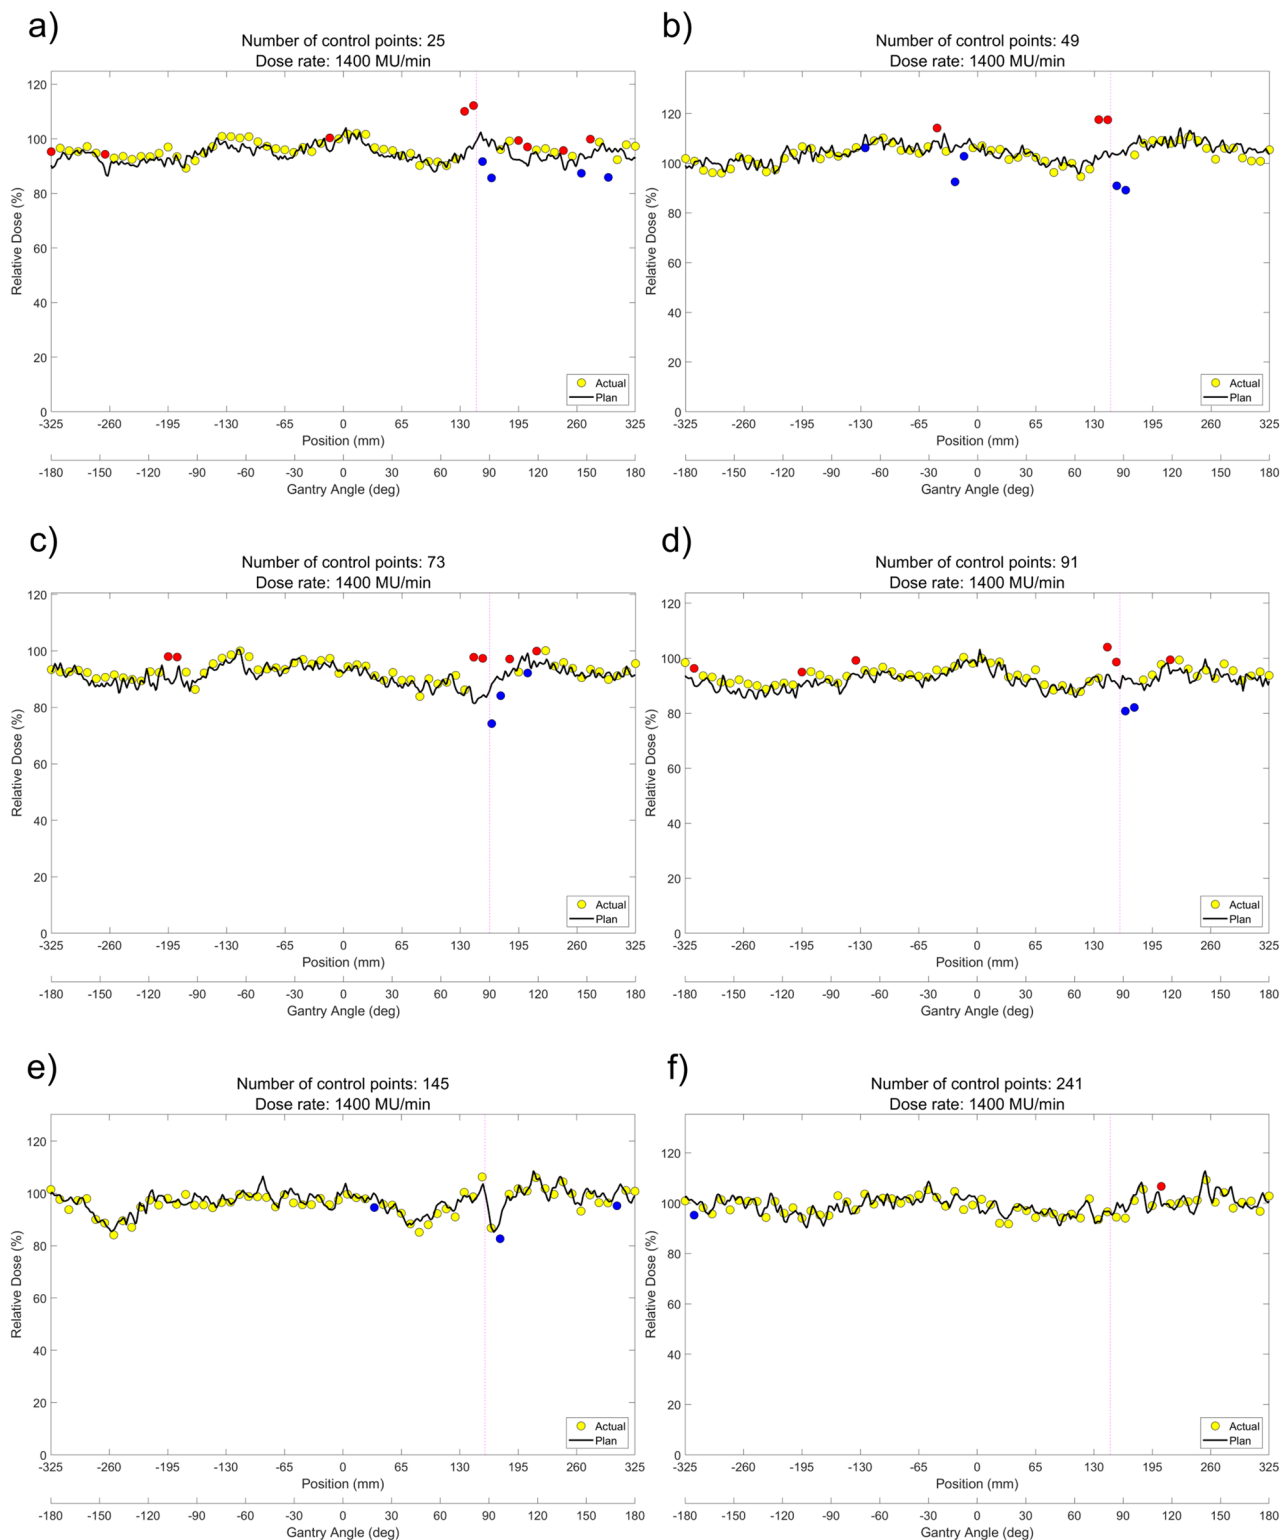 a)
Number of control points: 25
Dose rate: 1400 MU/min
120
100
80
60
40
20
0
Relative Dose (%)
Actual
Plan
-325 -260 -195 -130 -65 0 65 130 195 260 325
Position (mm)
-180 -150 -120 -90 -60 -30 0 30 60 90 120 150 180
Gantry Angle (deg)
b)
Number of control points: 49
Dose rate: 1400 MU/min
120
100
80
60
40
20
0
Relative Dose (%)
Actual
Plan
-325 -260 -195 -130 -65 0 65 130 195 260 325
Position (mm)
-180 -150 -120 -90 -60 -30 0 30 60 90 120 150 180
Gantry Angle (deg)
c)
Number of control points: 73
Dose rate: 1400 MU/min
120
100
80
60
40
20
0
Relative Dose (%)
Actual
Plan
-325 -260 -195 -130 -65 0 65 130 195 260 325
Position (mm)
-180 -150 -120 -90 -60 -30 0 30 60 90 120 150 180
Gantry Angle (deg)
d)
Number of control points: 91
Dose rate: 1400 MU/min
120
100
80
60
40
20
0
Relative Dose (%)
Actual
Plan
-325 -260 -195 -130 -65 0 65 130 195 260 325
Position (mm)
-180 -150 -120 -90 -60 -30 0 30 60 90 120 150 180
Gantry Angle (deg)
e)
Number of control points: 145
Dose rate: 1400 MU/min
120
100
80
60
40
20
0
Relative Dose (%)
Actual
Plan
-325 -260 -195 -130 -65 0 65 130 195 260 325
Position (mm)
-180 -150 -120 -90 -60 -30 0 30 60 90 120 150 180
Gantry Angle (deg)
f)
Number of control points: 241
Dose rate: 1400 MU/min
120
100
80
60
40
20
0
Relative Dose (%)
Actual
Plan
-325 -260 -195 -130 -65 0 65 130 195 260 325
Position (mm)
-180 -150 -120 -90 -60 -30 0 30 60 90 120 150 180
Gantry Angle (deg)